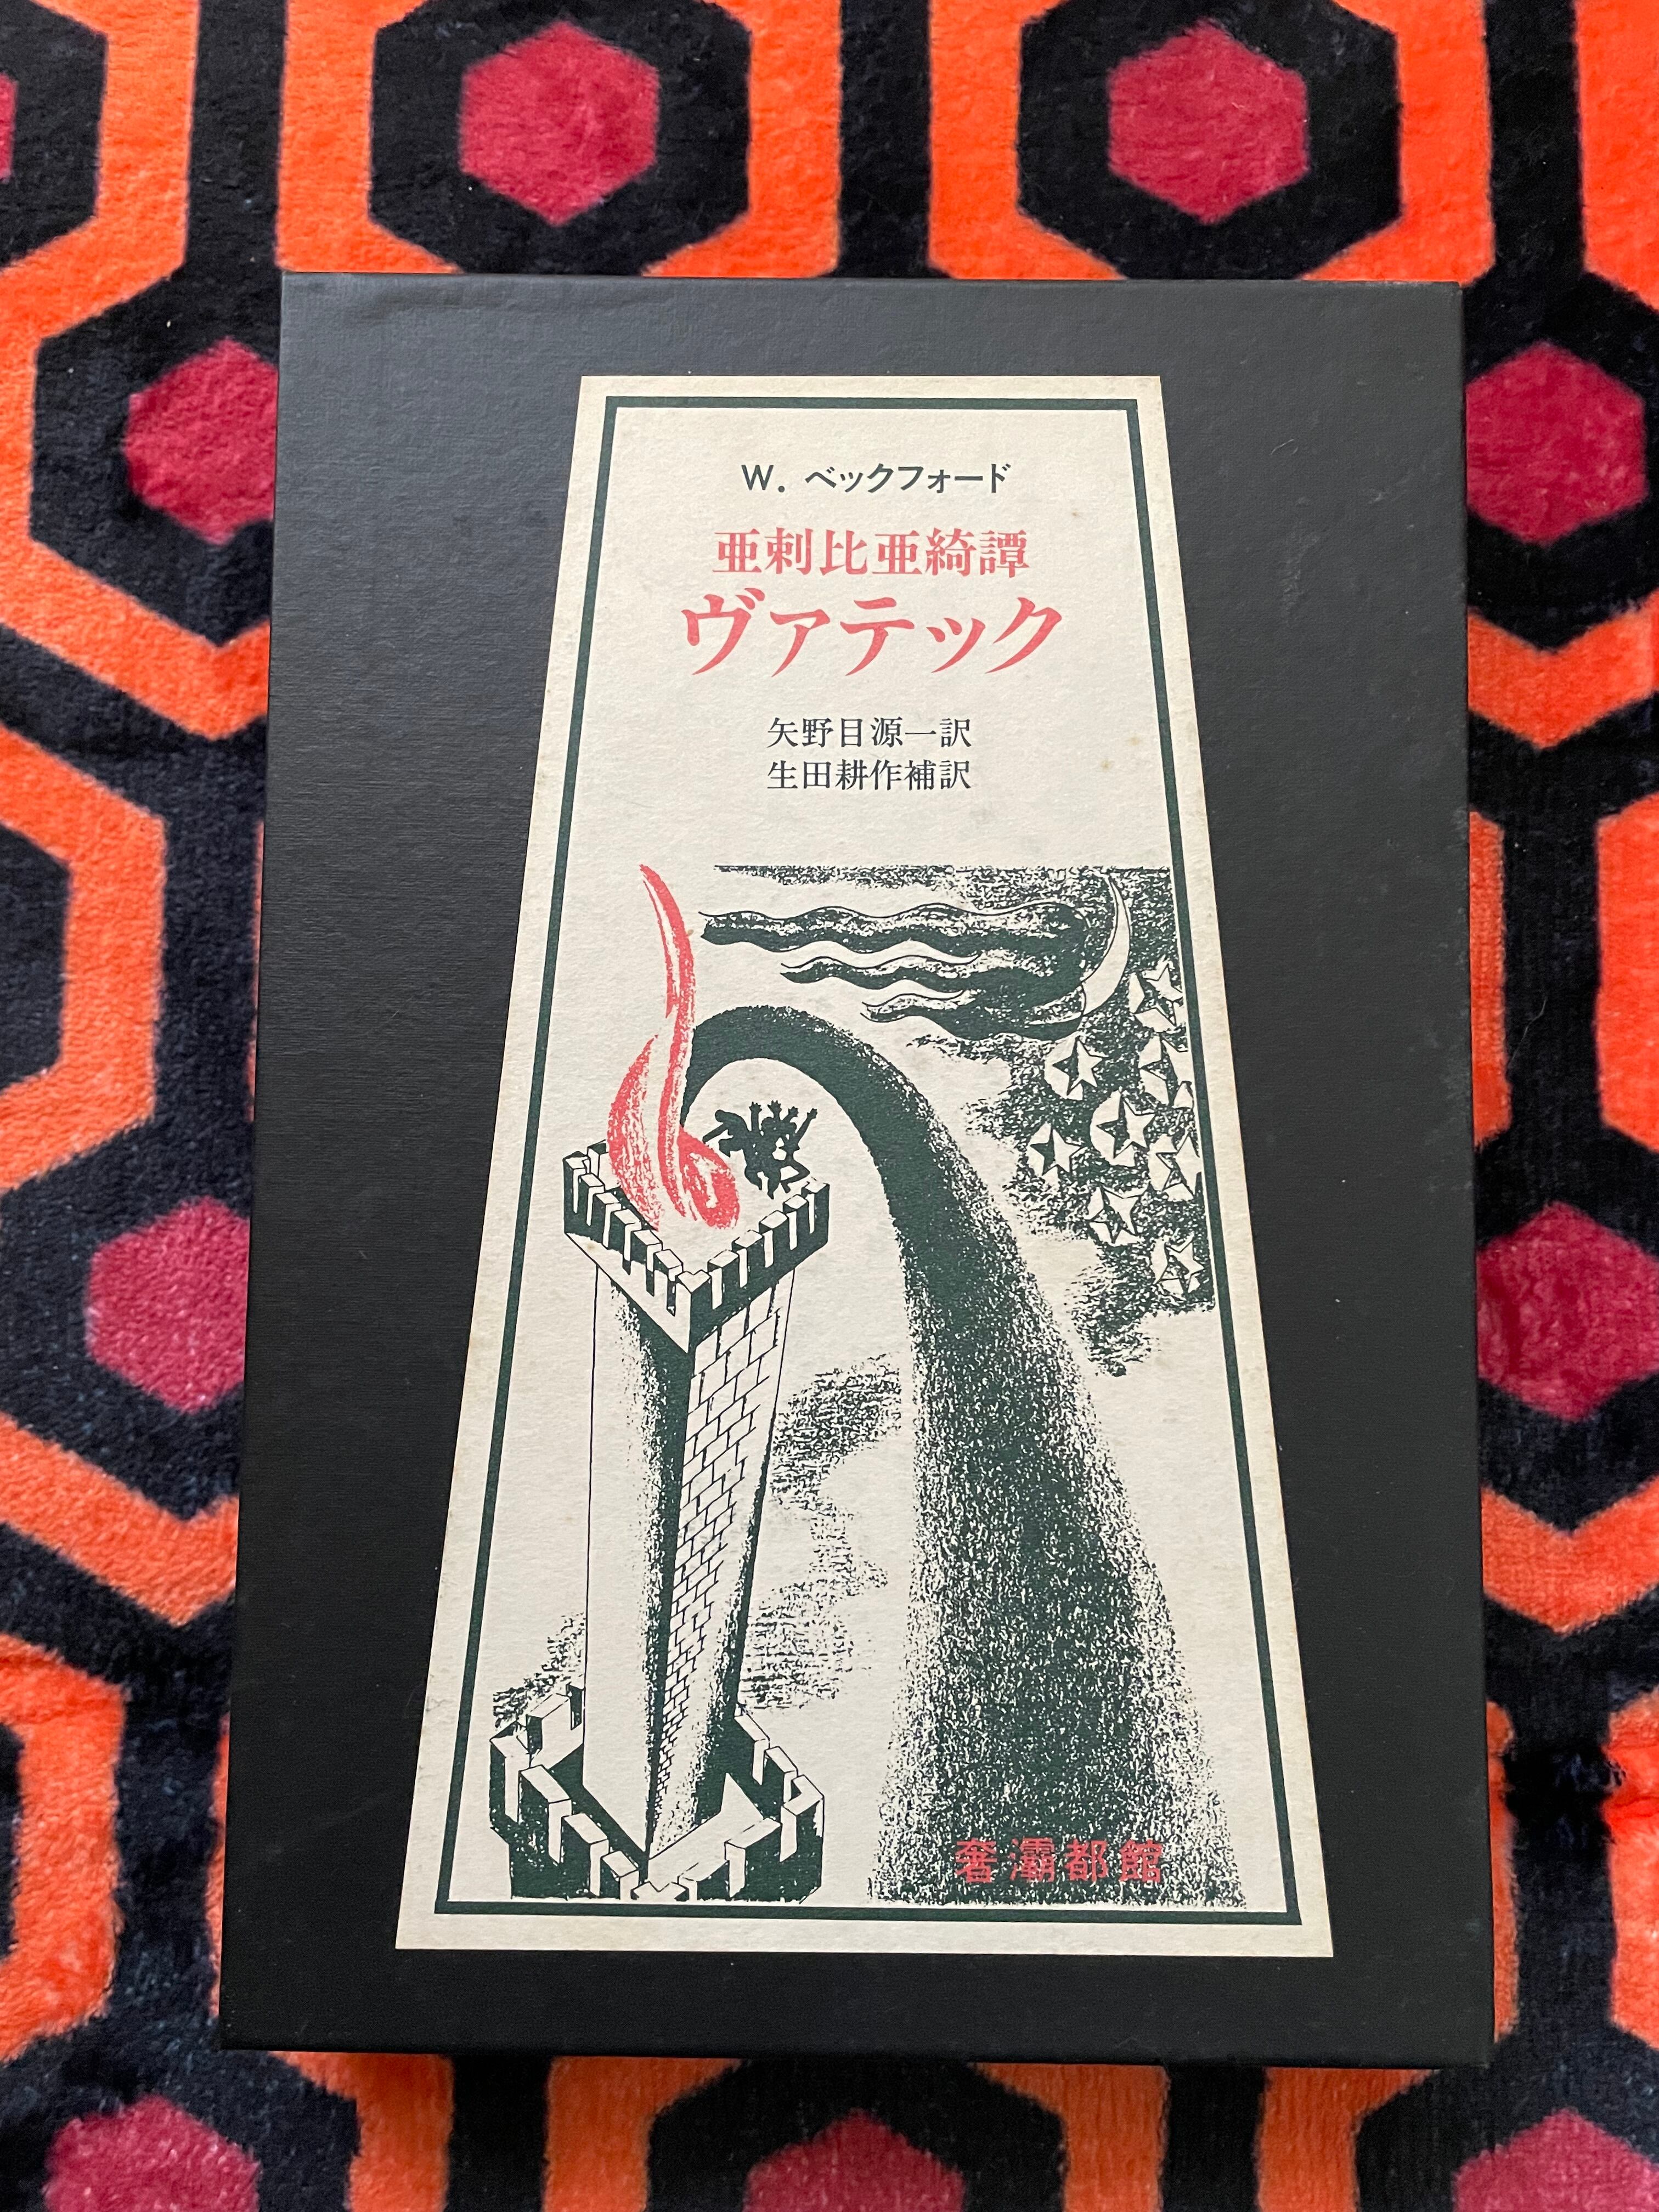 W. ベックフォード
亜刺比亜綺譚
ヴァテック
矢野目源一訳
生田耕作補訳
奢灞都館